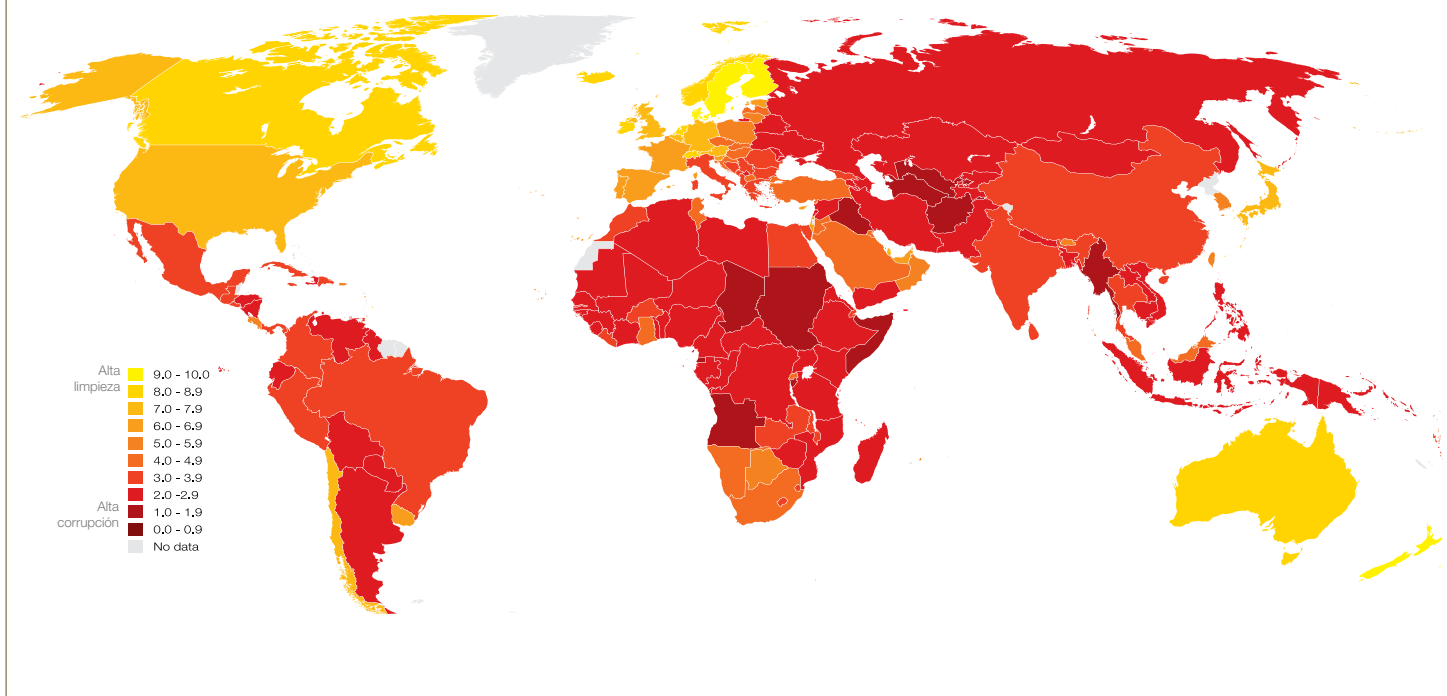 Alta
limpieza
9.0 - 10.0
8.0 - 8.9
7.0 - 7.9
6.0 - 6.9
5.0 - 5.9
4.0 - 4.9
3.0 - 3.9
2.0 -2.9
Alta
corrupción
1.0 - 1.9
0.0 - 0.9
No data